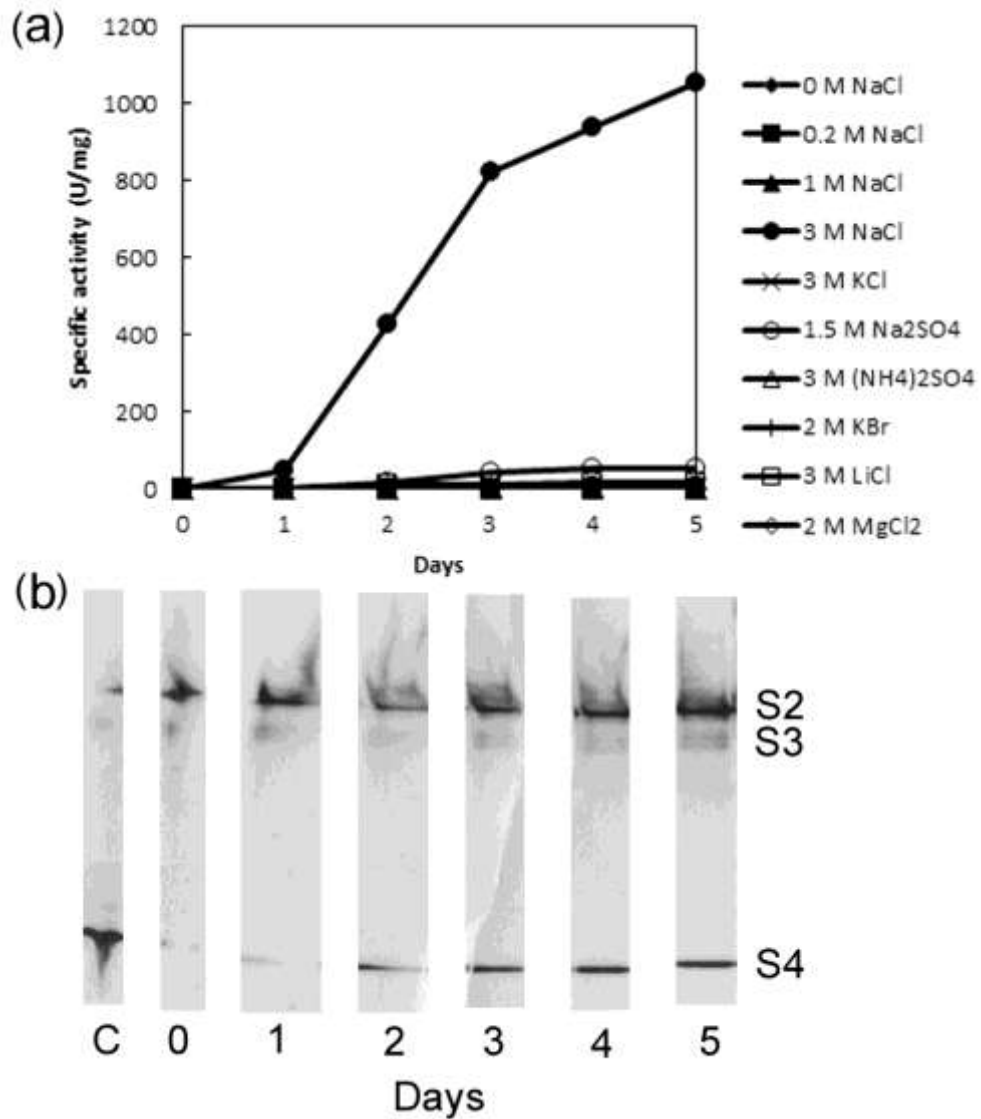 (a)
1200
1000
800
600
400
200
0
Specific activity (U/mg)
0 1 2 3 4 5
Days
0 M NaCl
0.2 M NaCl
1 M NaCl
3 M NaCl
3 M KCl
1.5 M Na2SO4
3 M (NH4)2SO4
2 M KBr
3 M LiCl
2 M MgCl2
(b)
S2
S3
S4
C 0 1 2 3 4 5
Days